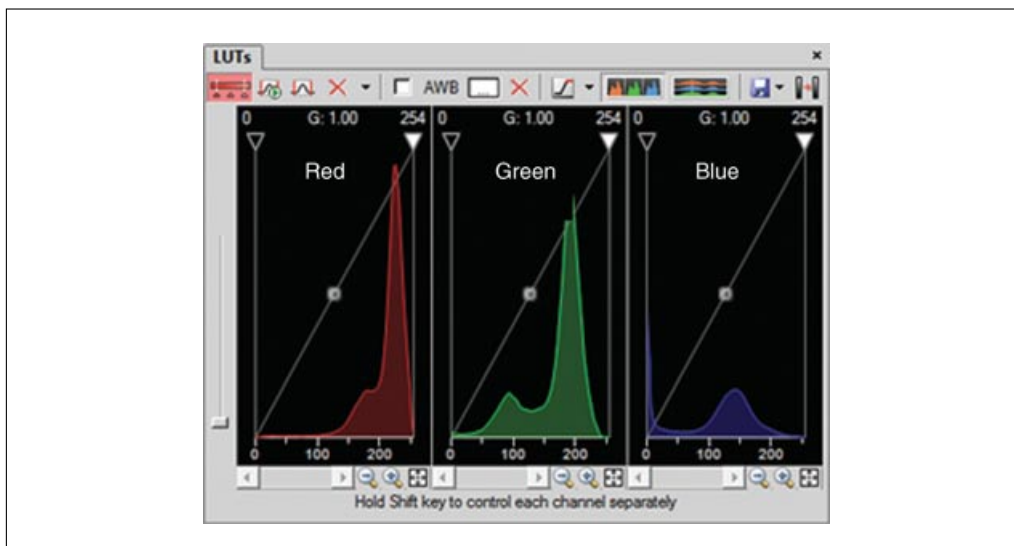 LUTs
AWB
0 G: 1.00 254
0 G: 1.00 254
0 G: 1.00 254
Red
Green
Blue
0 100 200
0 100 200
0 100 200
Hold Shift key to control each channel separately